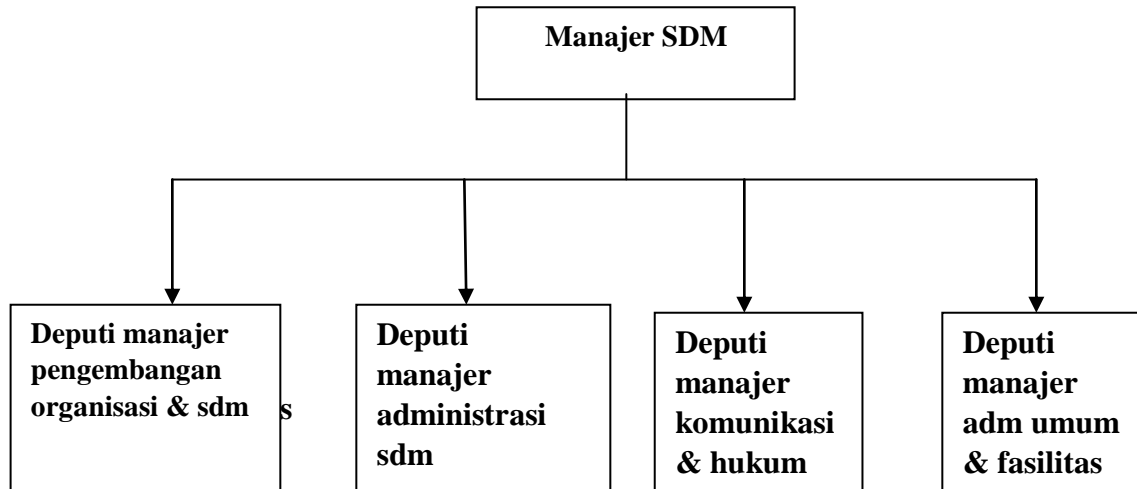 Manajer SDM
Deputi manajer
pengembangan
organisasi & sdm
s
Deputi
manajer
administrasi
sdm
Deputi
manajer
komunikasi
& hukum
Deputi
manajer
adm umum
& fasilitas